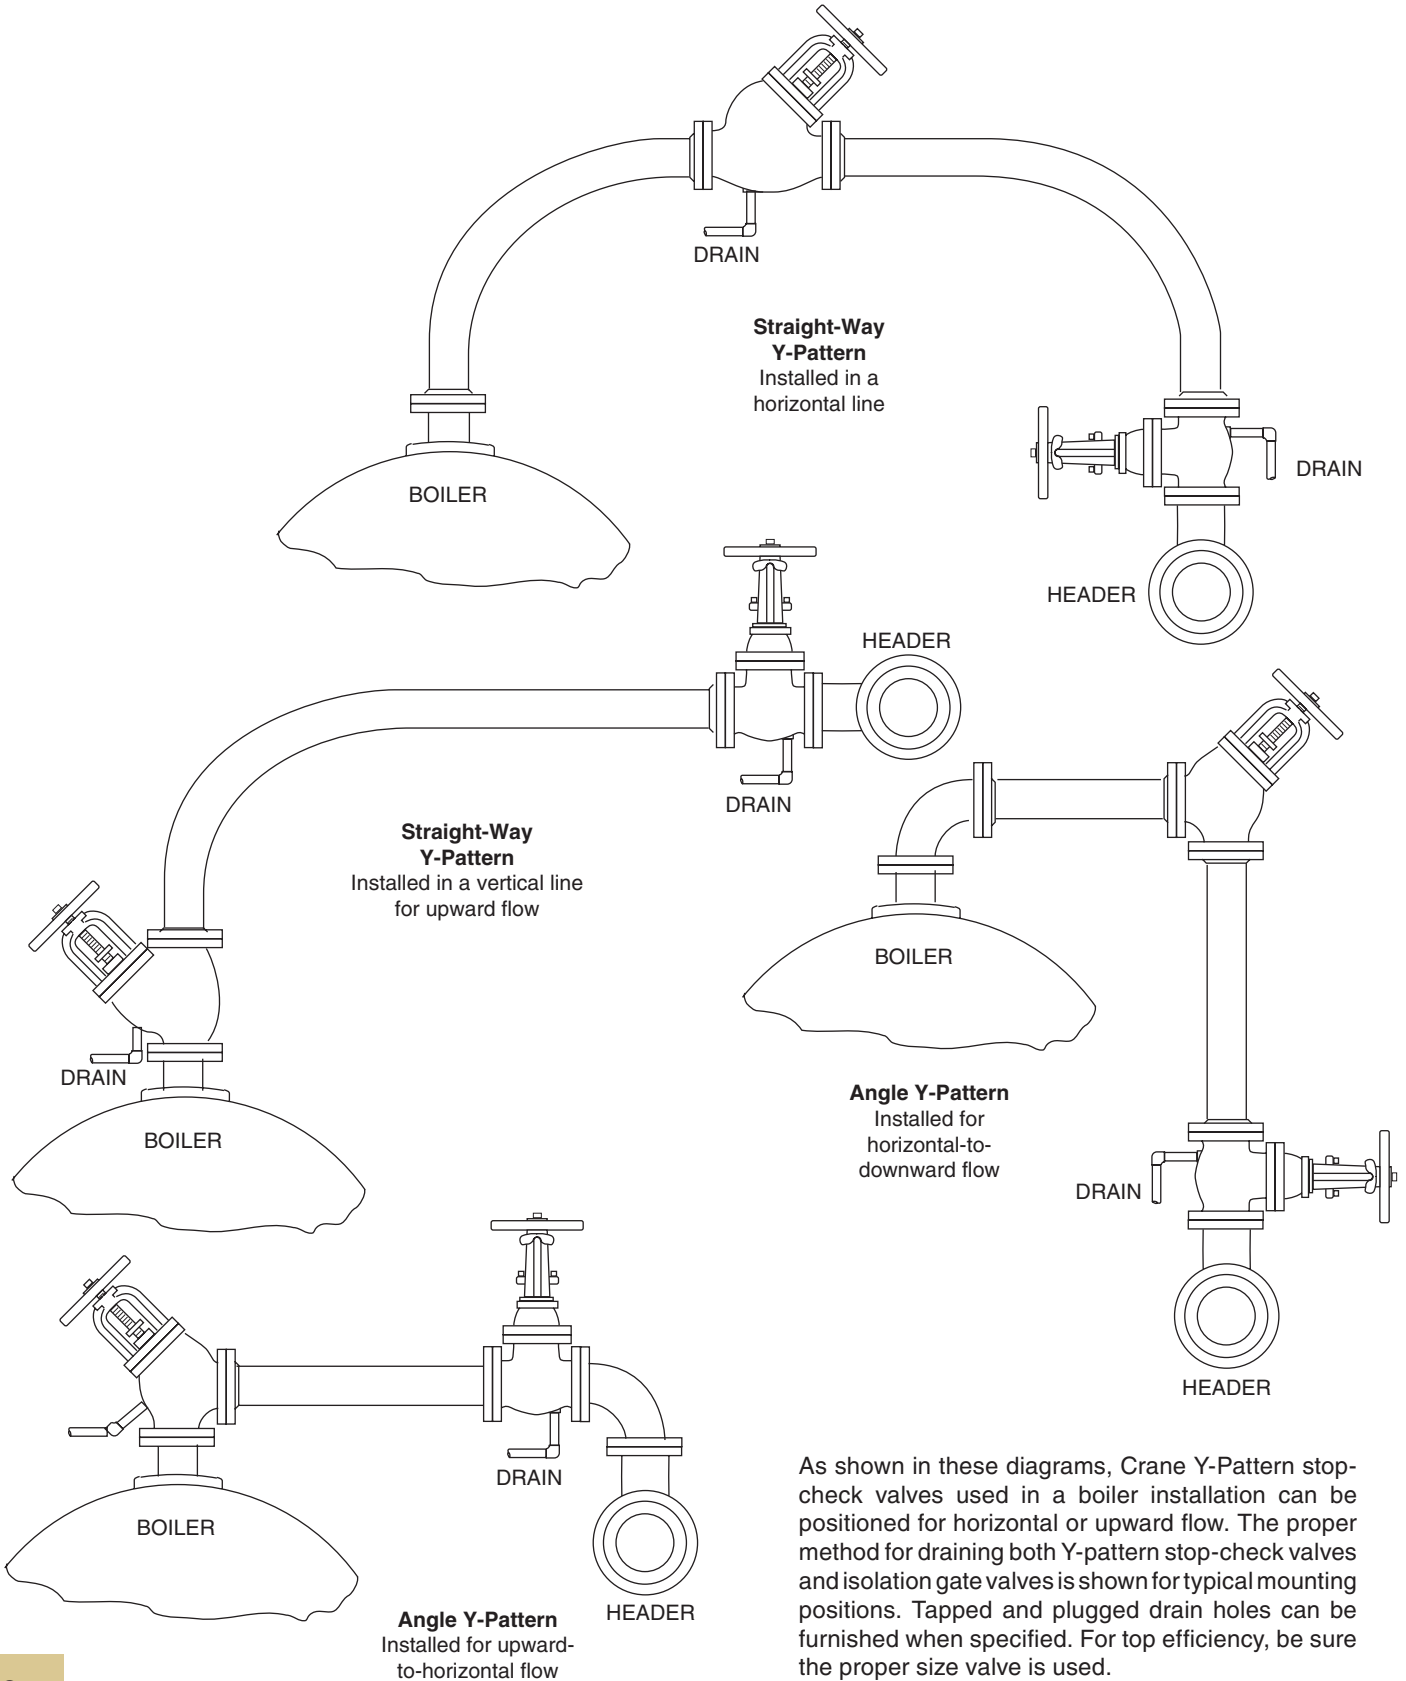 DRAIN
Straight-Way
Y-Pattern
Installed in a
horizontal line
BOILER
DRAIN
HEADER
HEADER
DRAIN
Straight-Way
Y-Pattern
Installed in a vertical line
for upward flow
BOILER
DRAIN
BOILER
Angle Y-Pattern
Installed for
horizontal-to-
downward flow
DRAIN
HEADER
DRAIN
BOILER
HEADER
Angle Y-Pattern
Installed for upward-
to-horizontal flow
As shown in these diagrams, Crane Y-Pattern stop-
check valves used in a boiler installation can be
positioned for horizontal or upward flow. The proper
method for draining both Y-pattern stop-check valves
and isolation gate valves is shown for typical mounting
positions. Tapped and plugged drain holes can be
furnished when specified. For top efficiency, be sure
the proper size valve is used.